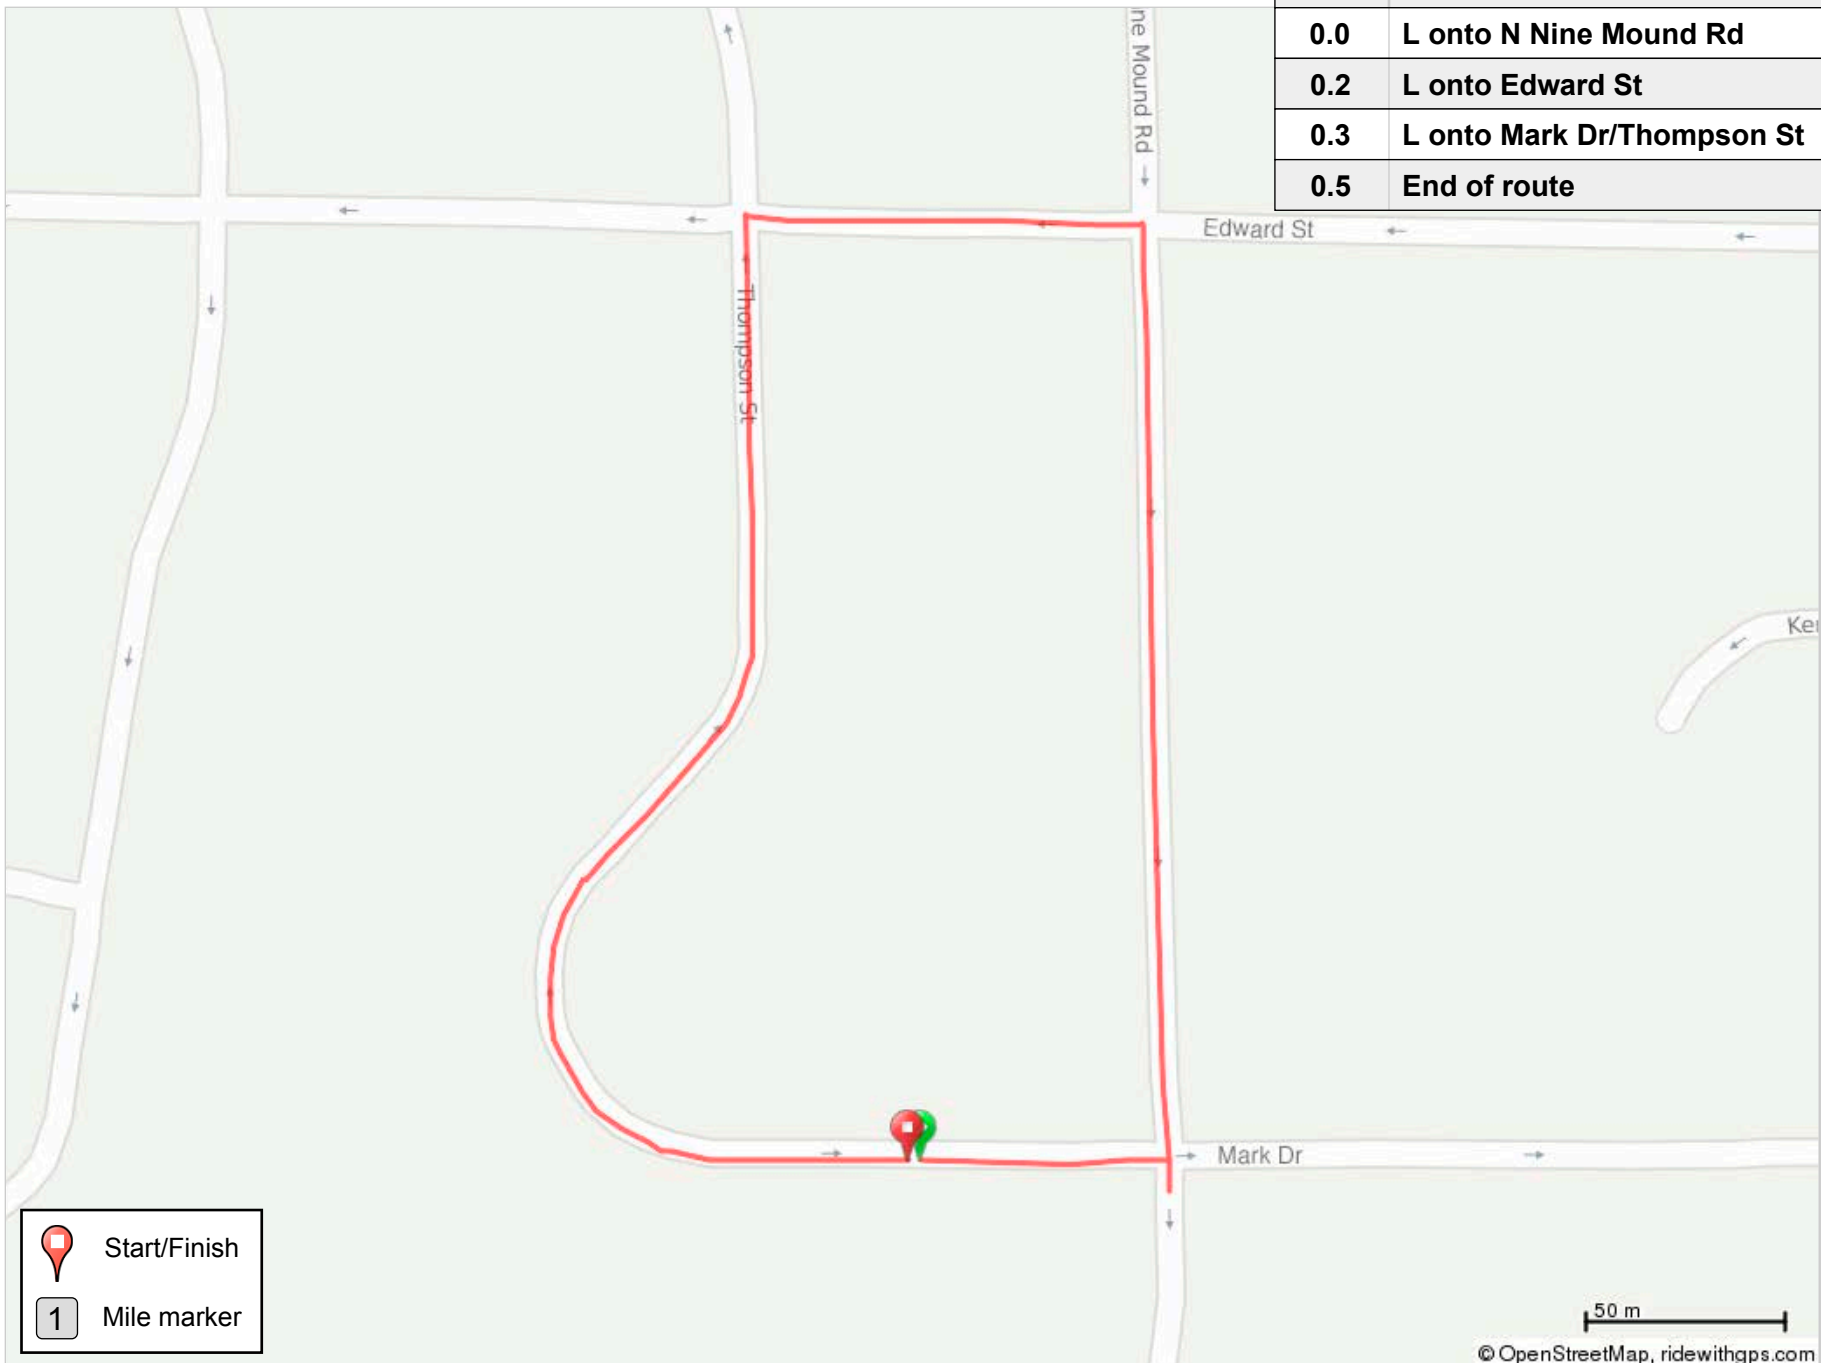 0.0 L onto N Nine Mound Rd
0.2 L onto Edward St
0.3 L onto Mark Dr/Thompson St
0.5 End of route
ne Mound Rd
Edward St
Thompson St
Mark Dr
Start/Finish
1 Mile marker
50 m
© OpenStreetMap, ridewithgps.com